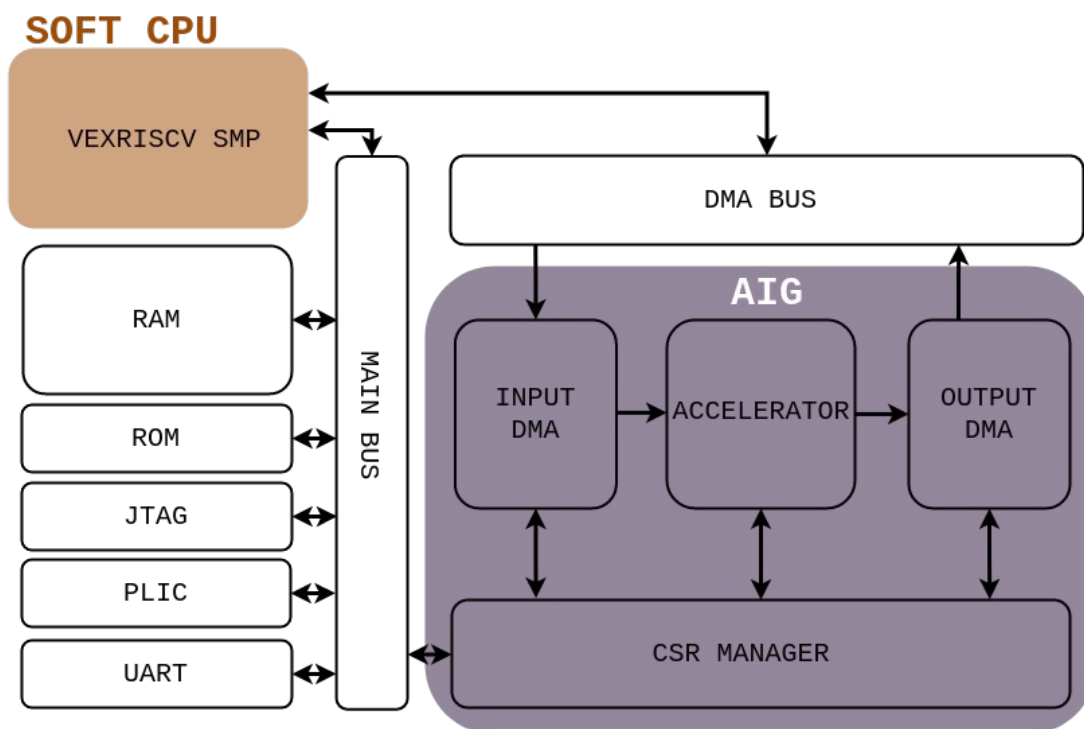 SOFT CPU
VEXRISCV SMP
DMA BUS
RAM
ROM
JTAG
PLIC
UART
MAIN BUS
AIG
INPUT
DMA
ACCELERATOR
OUTPUT
DMA
CSR MANAGER